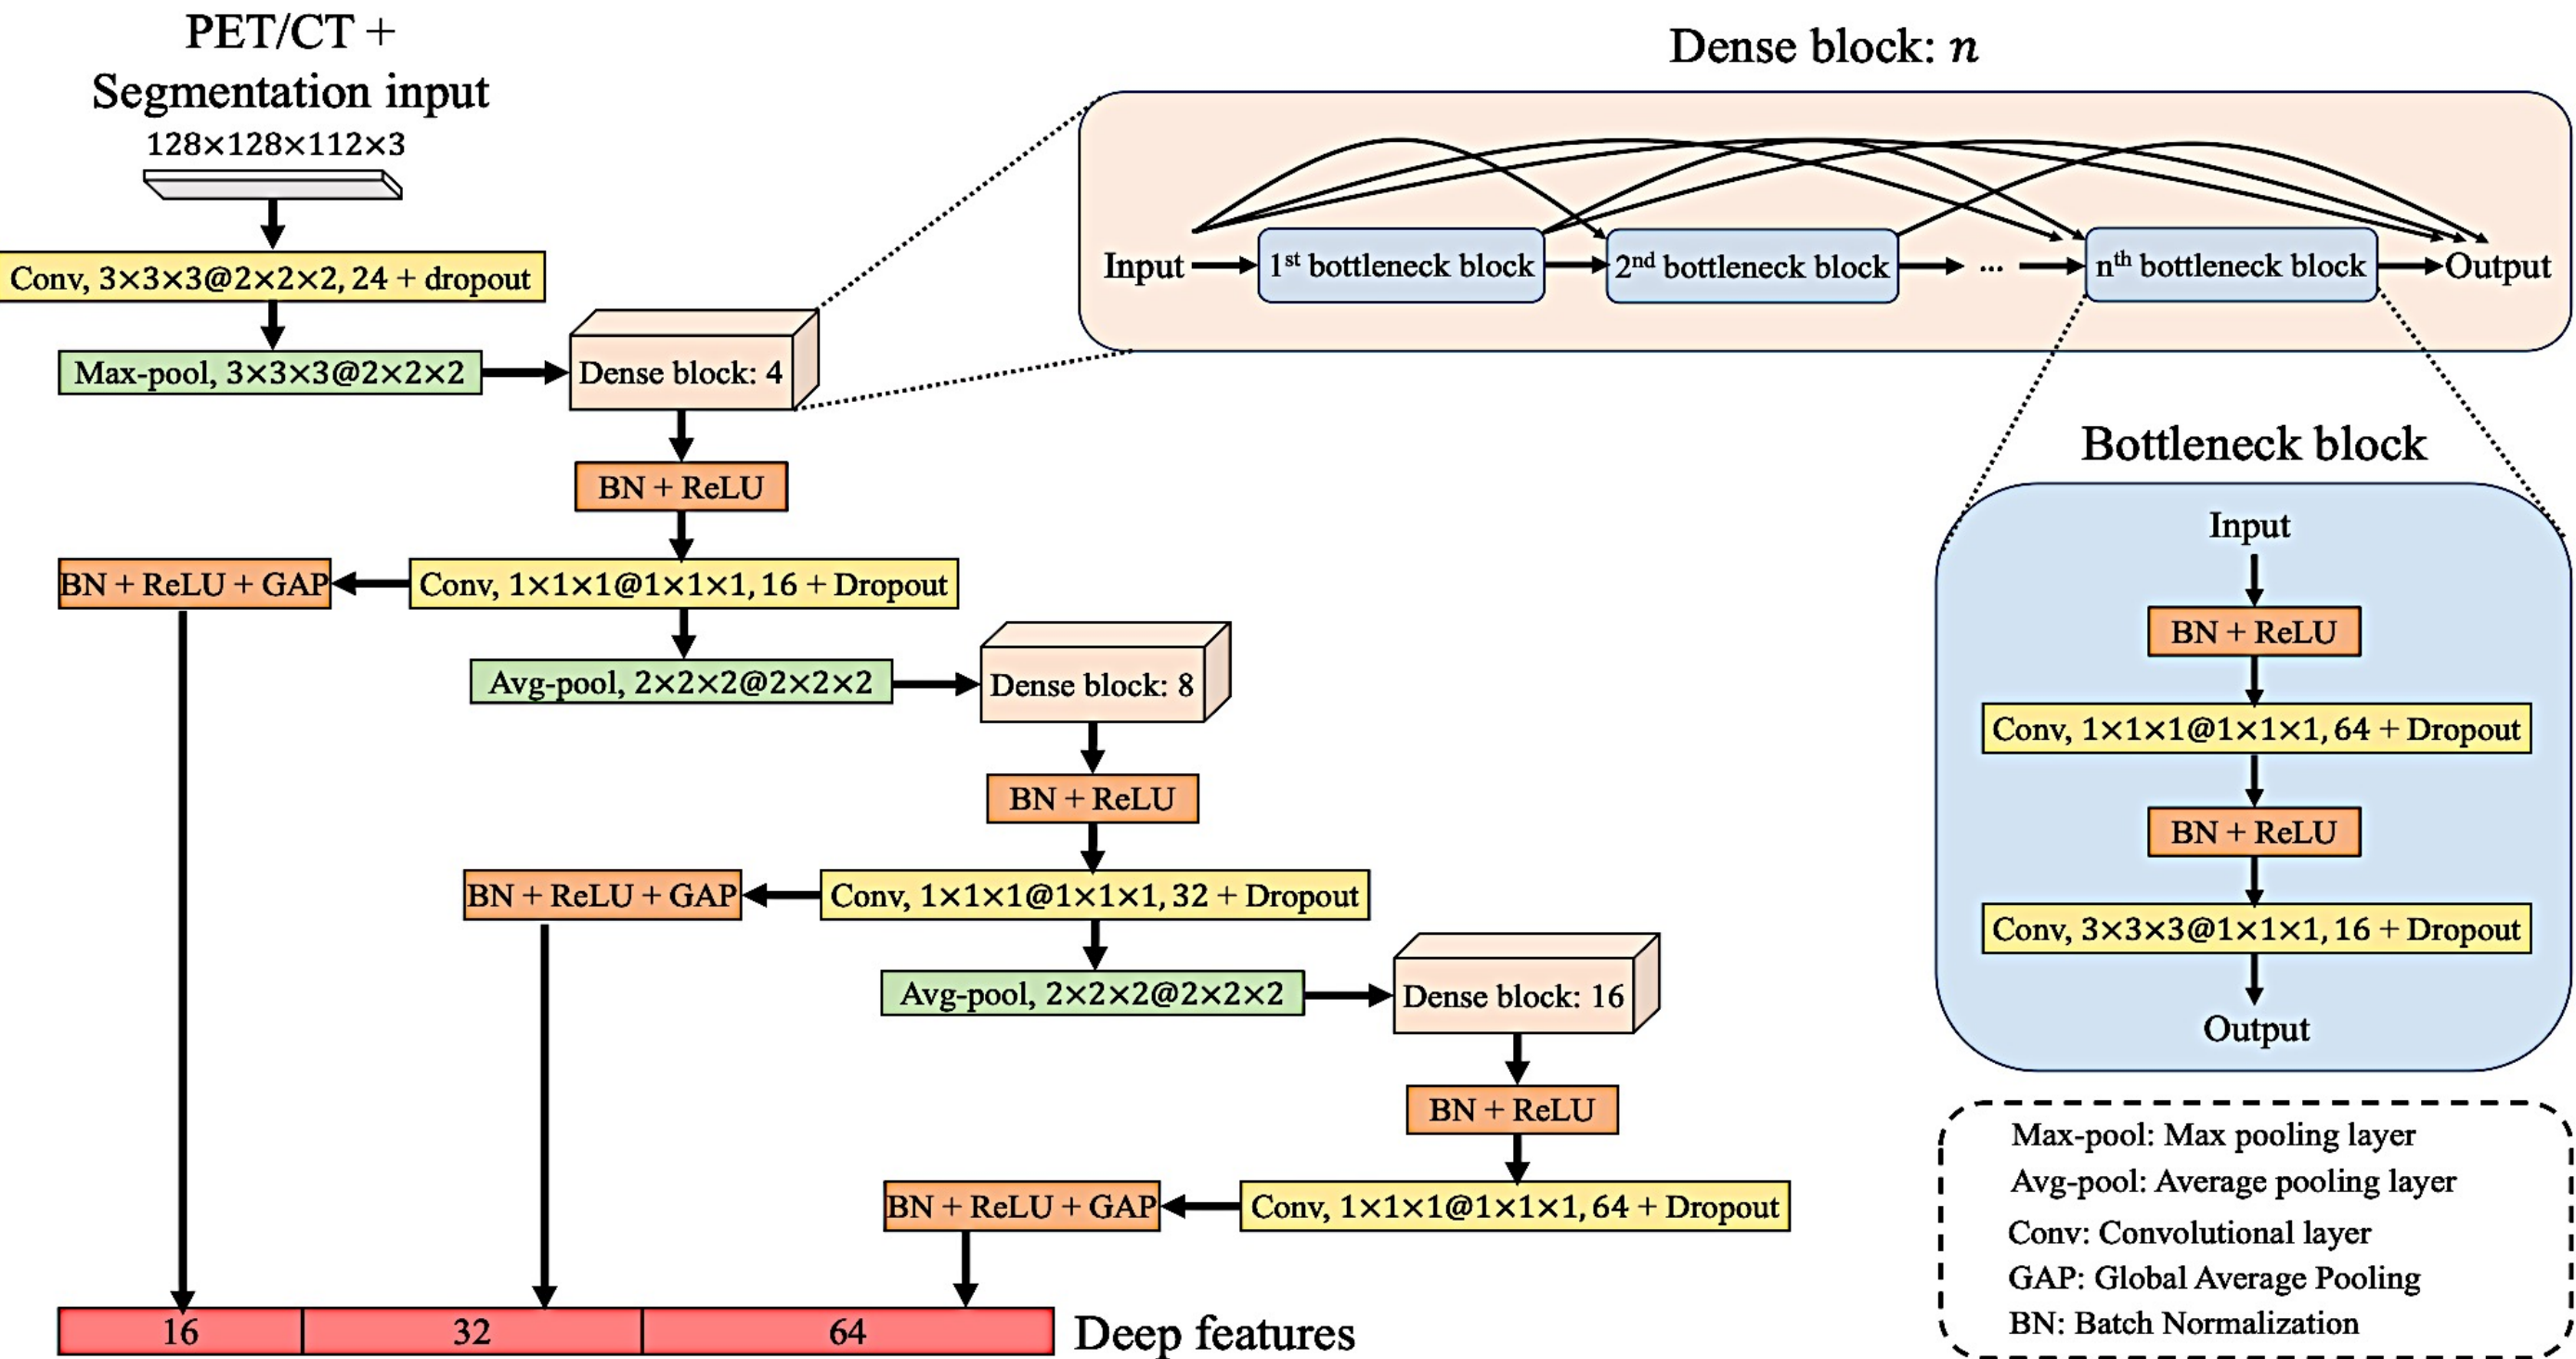 PET/CT +
Segmentation input
128×128×112×3
Conv, 3×3×3@2×2×2, 24 + dropout
Max-pool, 3×3×3@2×2×2
Dense block: 4
BN + ReLU
BN + ReLU + GAP
Conv, 1×1×1@1×1×1, 16 + Dropout
Avg-pool, 2×2×2@2×2×2
Dense block: 8
BN + ReLU
BN + ReLU + GAP
Conv, 1×1×1@1×1×1, 32 + Dropout
Avg-pool, 2×2×2@2×2×2
Dense block: 16
BN + ReLU
BN + ReLU + GAP
Conv, 1×1×1@1×1×1, 64 + Dropout
16
32
64
Deep features
Dense block: n
Input
1st bottleneck block
2nd bottleneck block
...
nth bottleneck block
Output
Bottleneck block
Input
BN + ReLU
Conv, 1×1×1@1×1×1, 64 + Dropout
BN + ReLU
Conv, 3×3×3@1×1×1, 16 + Dropout
Output
Max-pool: Max pooling layer
Avg-pool: Average pooling layer
Conv: Convolutional layer
GAP: Global Average Pooling
BN: Batch Normalization